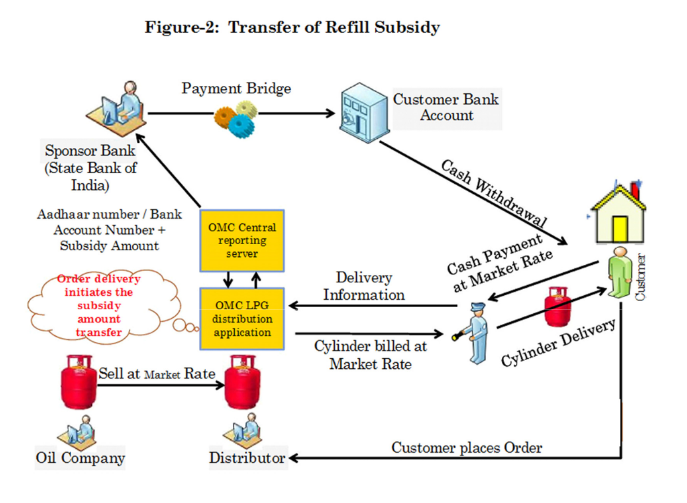 Figure-2: Transfer of Refill Subsidy
Payment Bridge
Customer Bank
Account
Sponsor Bank
(State Bank of
India)
Cash Withdrawal
Aadhaar number / Bank
Account Number +
Subsidy Amount
OMC Central
reporting
server
Cash Payment
at Market Rate
Customer
Order delivery
initiates the
subsidy
amount
transfer
Delivery
Information
OMC LPG
distribution
application
Cylinder billed at
Market Rate
Cylinder Delivery
Sell at Market Rate
Oil Company
Distributor
Customer places Order